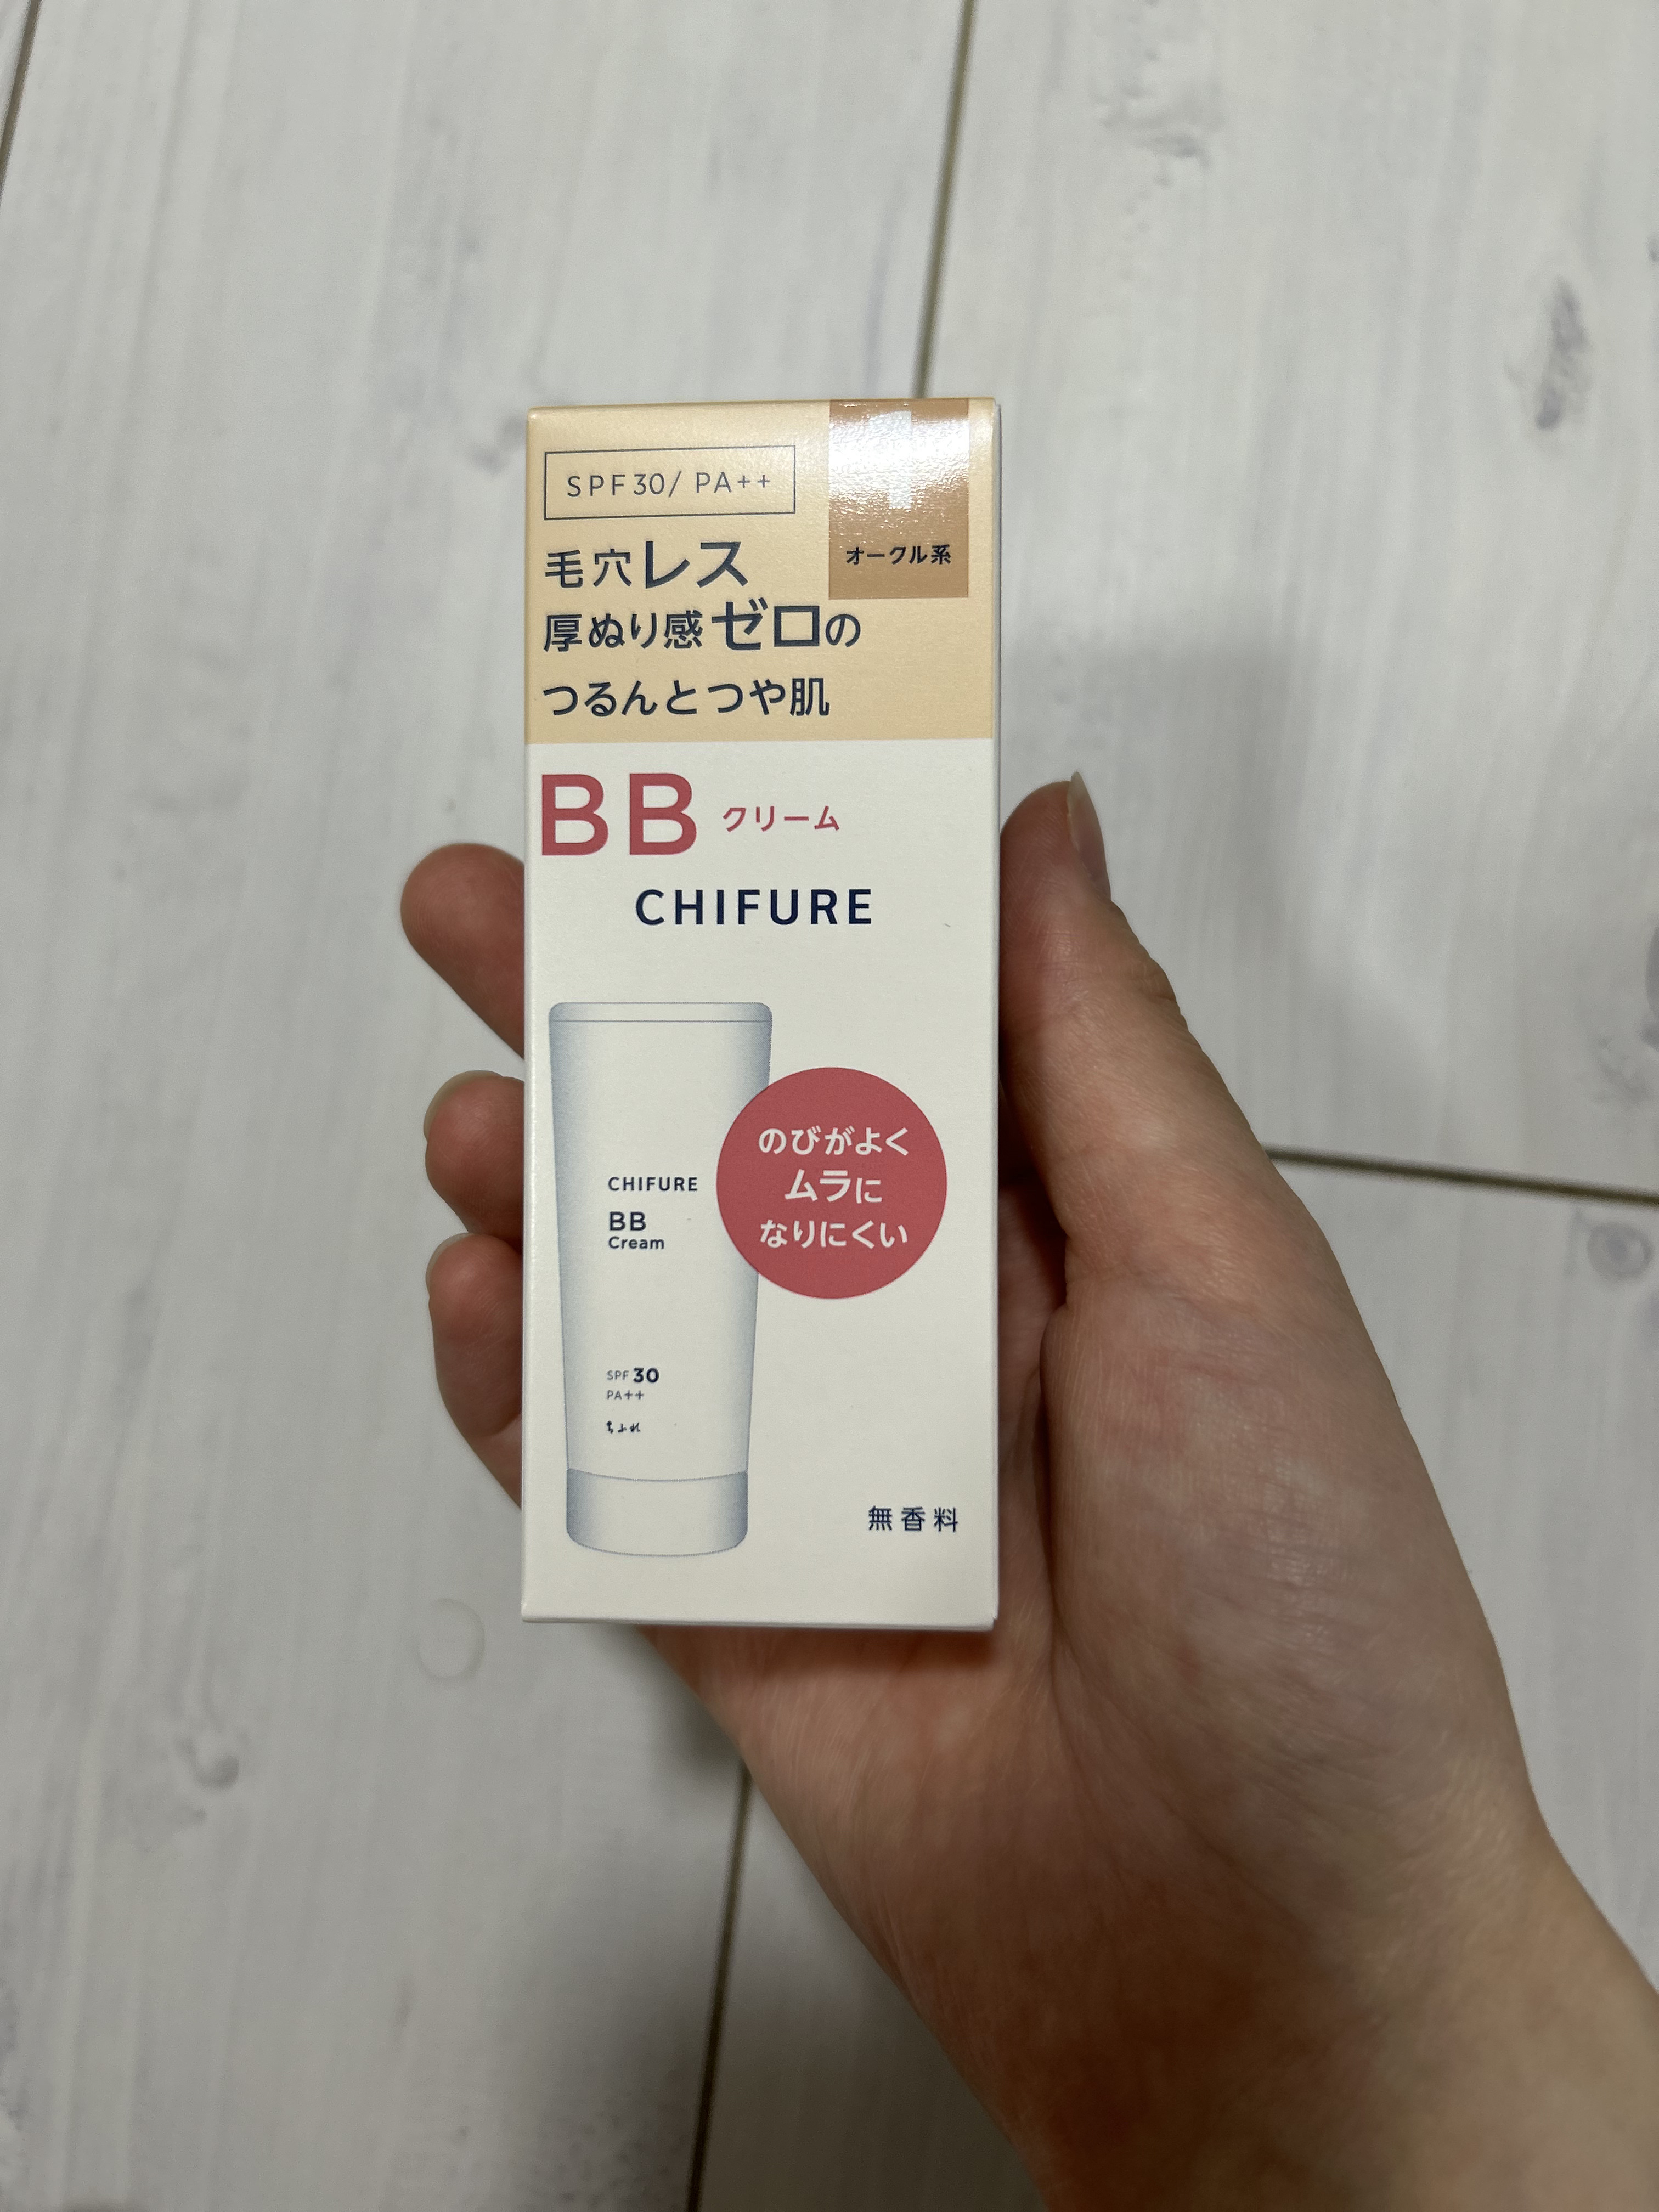 SPF30/ PA++
オークル系
毛穴レス
厚ぬり感ゼロの
つるんとつや肌
BB クリーム
CHIFURE
CHIFURE
BB
Cream
SPF 30
PA++
ちふれ
のびがよく
ムラに
なりにくい
無香料